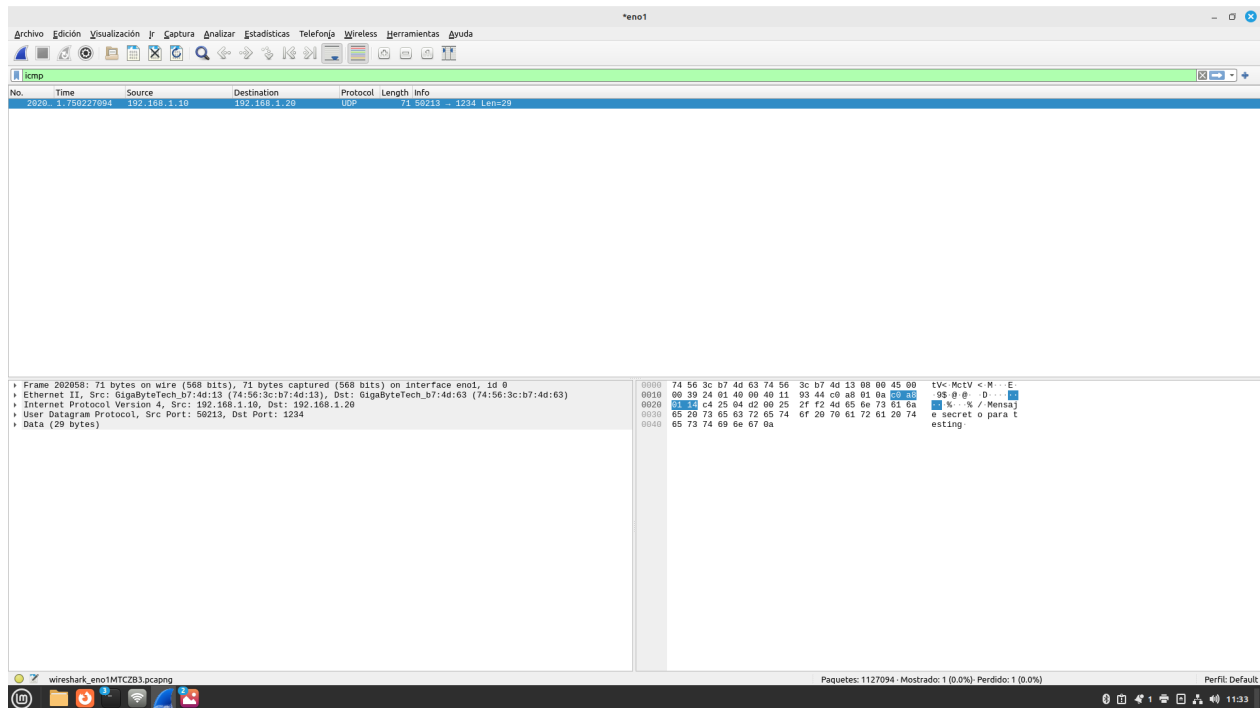 *eno1
Archivo Edición Visualización Ir Captura Analizar Estadísticas Telefonía Wireless Herramientas Ayuda
icmp
No. Time Source Destination Protocol Length Info
2020… 1.750227094 192.168.1.10 192.168.1.20 UDP 71 50213 → 1234 Len=29
Frame 202058: 71 bytes on wire (568 bits), 71 bytes captured (568 bits) on interface eno1, id 0
Ethernet II, Src: GigaByteTech_b7:4d:13 (74:56:3c:b7:4d:13), Dst: GigaByteTech_b7:4d:63 (74:56:3c:b7:4d:63)
Internet Protocol Version 4, Src: 192.168.1.10, Dst: 192.168.1.20
User Datagram Protocol, Src Port: 50213, Dst Port: 1234
Data (29 bytes)
0000 74 56 3c b7 4d 63 74 56 3c b7 4d 13 08 00 45 00 tV<·MctV <·M···E·
0010 00 39 24 01 40 00 40 11 93 44 c0 a8 01 0a c0 a8 ·9$·@·@· ·D······
0020 01 14 c4 25 04 d2 00 25 2f f2 4d 65 6e 73 61 6a ···%···% /·Mensaj
0030 65 20 73 65 63 72 65 74 6f 20 70 61 72 61 20 74 e secret o para t
0040 65 73 74 69 6e 67 0a esting·
wireshark_eno1MTCZB3.pcapng Paquetes: 1127094 · Mostrado: 1 (0.0%) · Perdido: 1 (0.0%) Perfil: Default
3 2 1 11:33